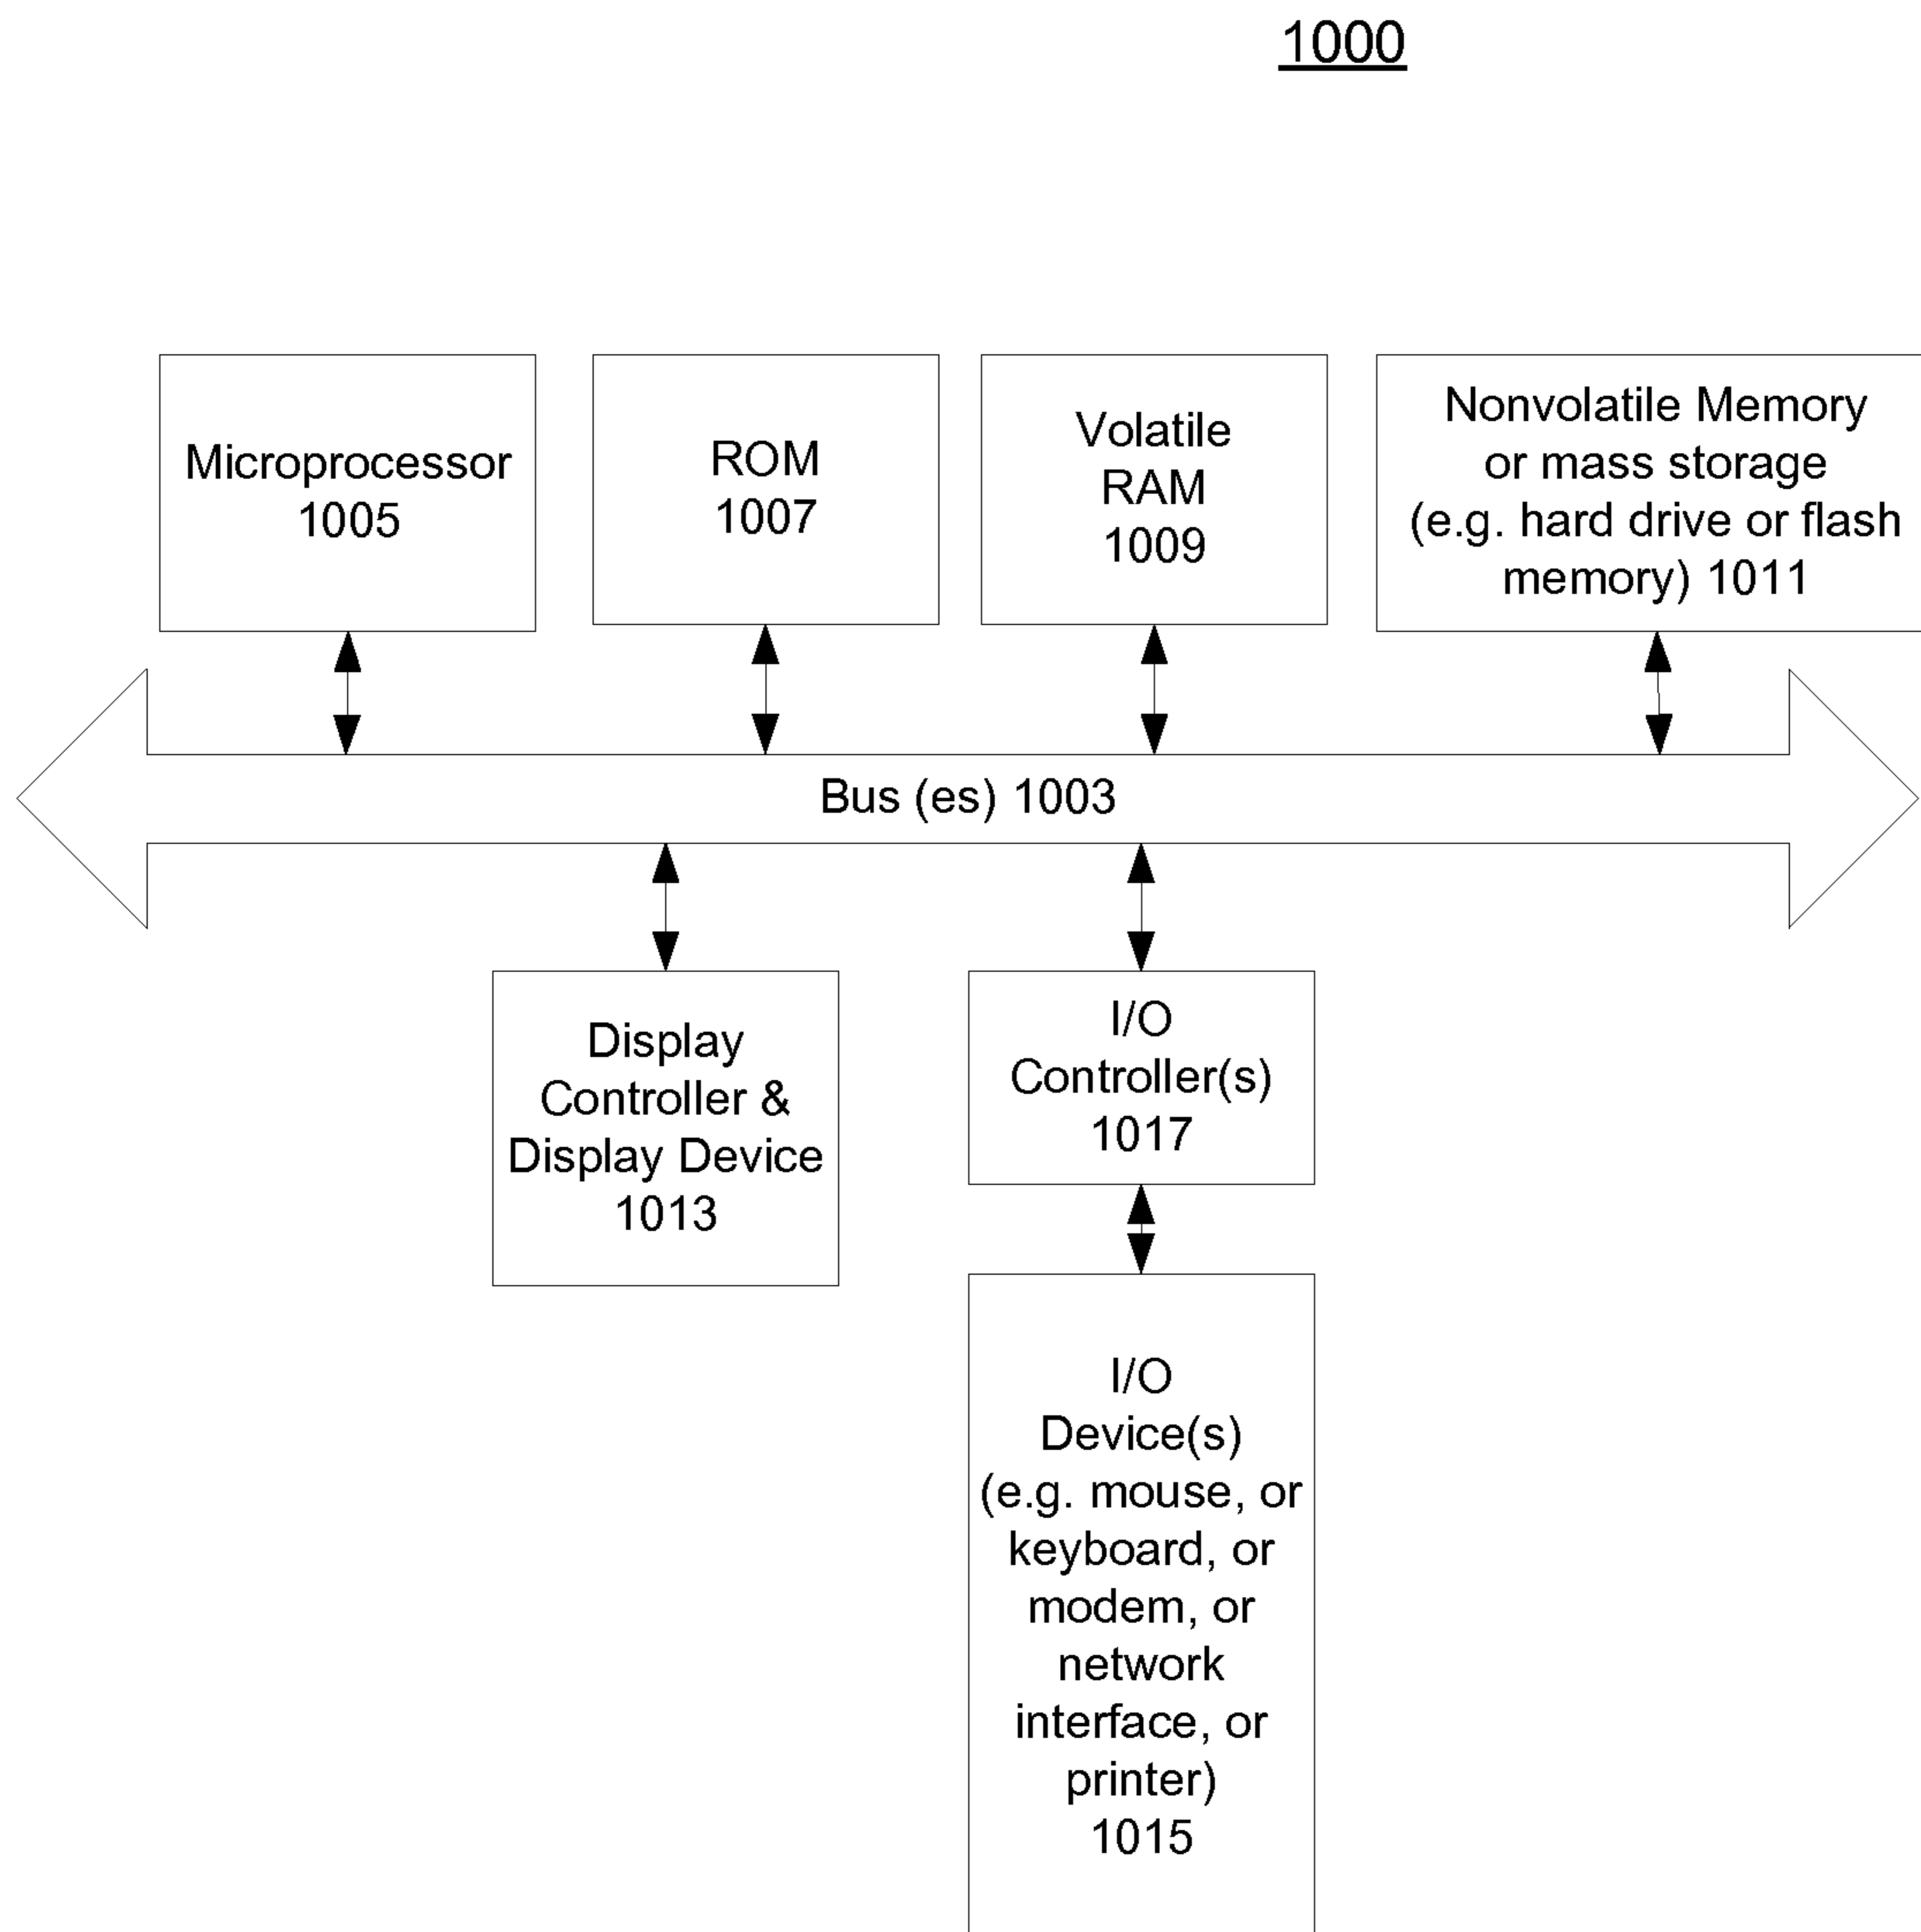 1000
Microprocessor
1005
ROM
1007
Volatile
RAM
1009
Nonvolatile Memory
or mass storage
(e.g. hard drive or flash
memory) 1011
Bus (es) 1003
Display
Controller &
Display Device
1013
I/O
Controller(s)
1017
I/O
Device(s)
(e.g. mouse, or
keyboard, or
modem, or
network
interface, or
printer)
1015